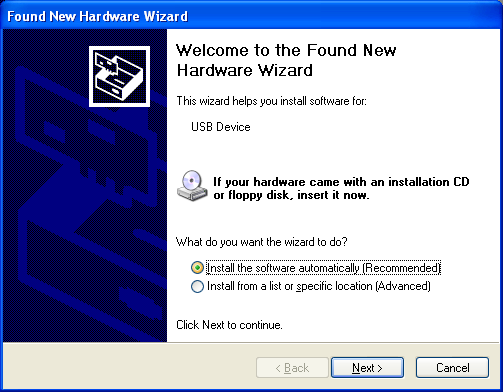 Found New Hardware Wizard
Welcome to the Found New
Hardware Wizard
This wizard helps you install software for:
USB Device
If your hardware came with an installation CD
or floppy disk, insert it now.
What do you want the wizard to do?
Install the software automatically (Recommended)
Install from a list or specific location (Advanced)
Click Next to continue.
< Back
Next >
Cancel